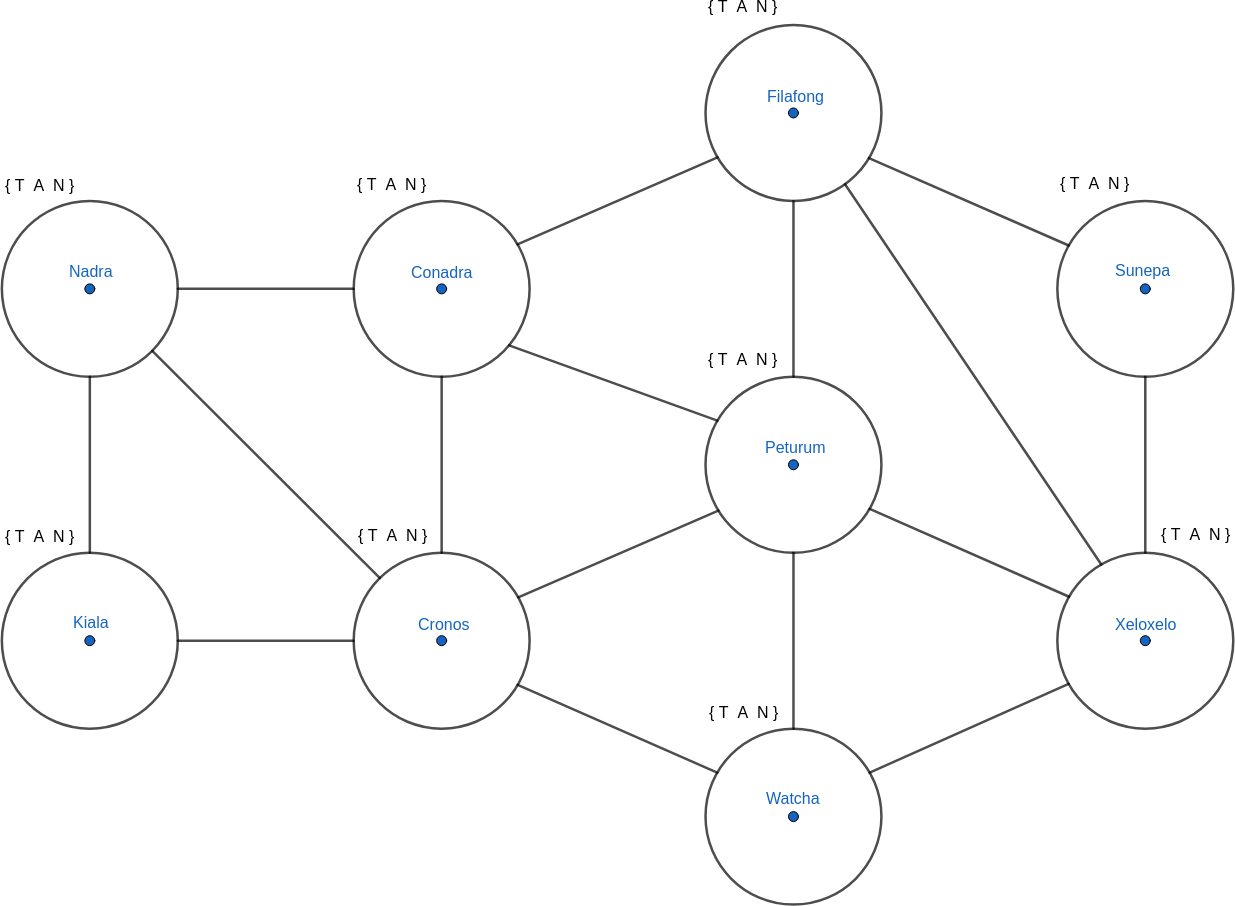 { T A N }
Filafong
{ T A N }
{ T A N }
{ T A N }
Nadra
Conadra
Sunepa
{ T A N }
Peturum
{ T A N }
{ T A N }
{ T A N }
Kiala
Cronos
Xeloxelo
{ T A N }
Watcha